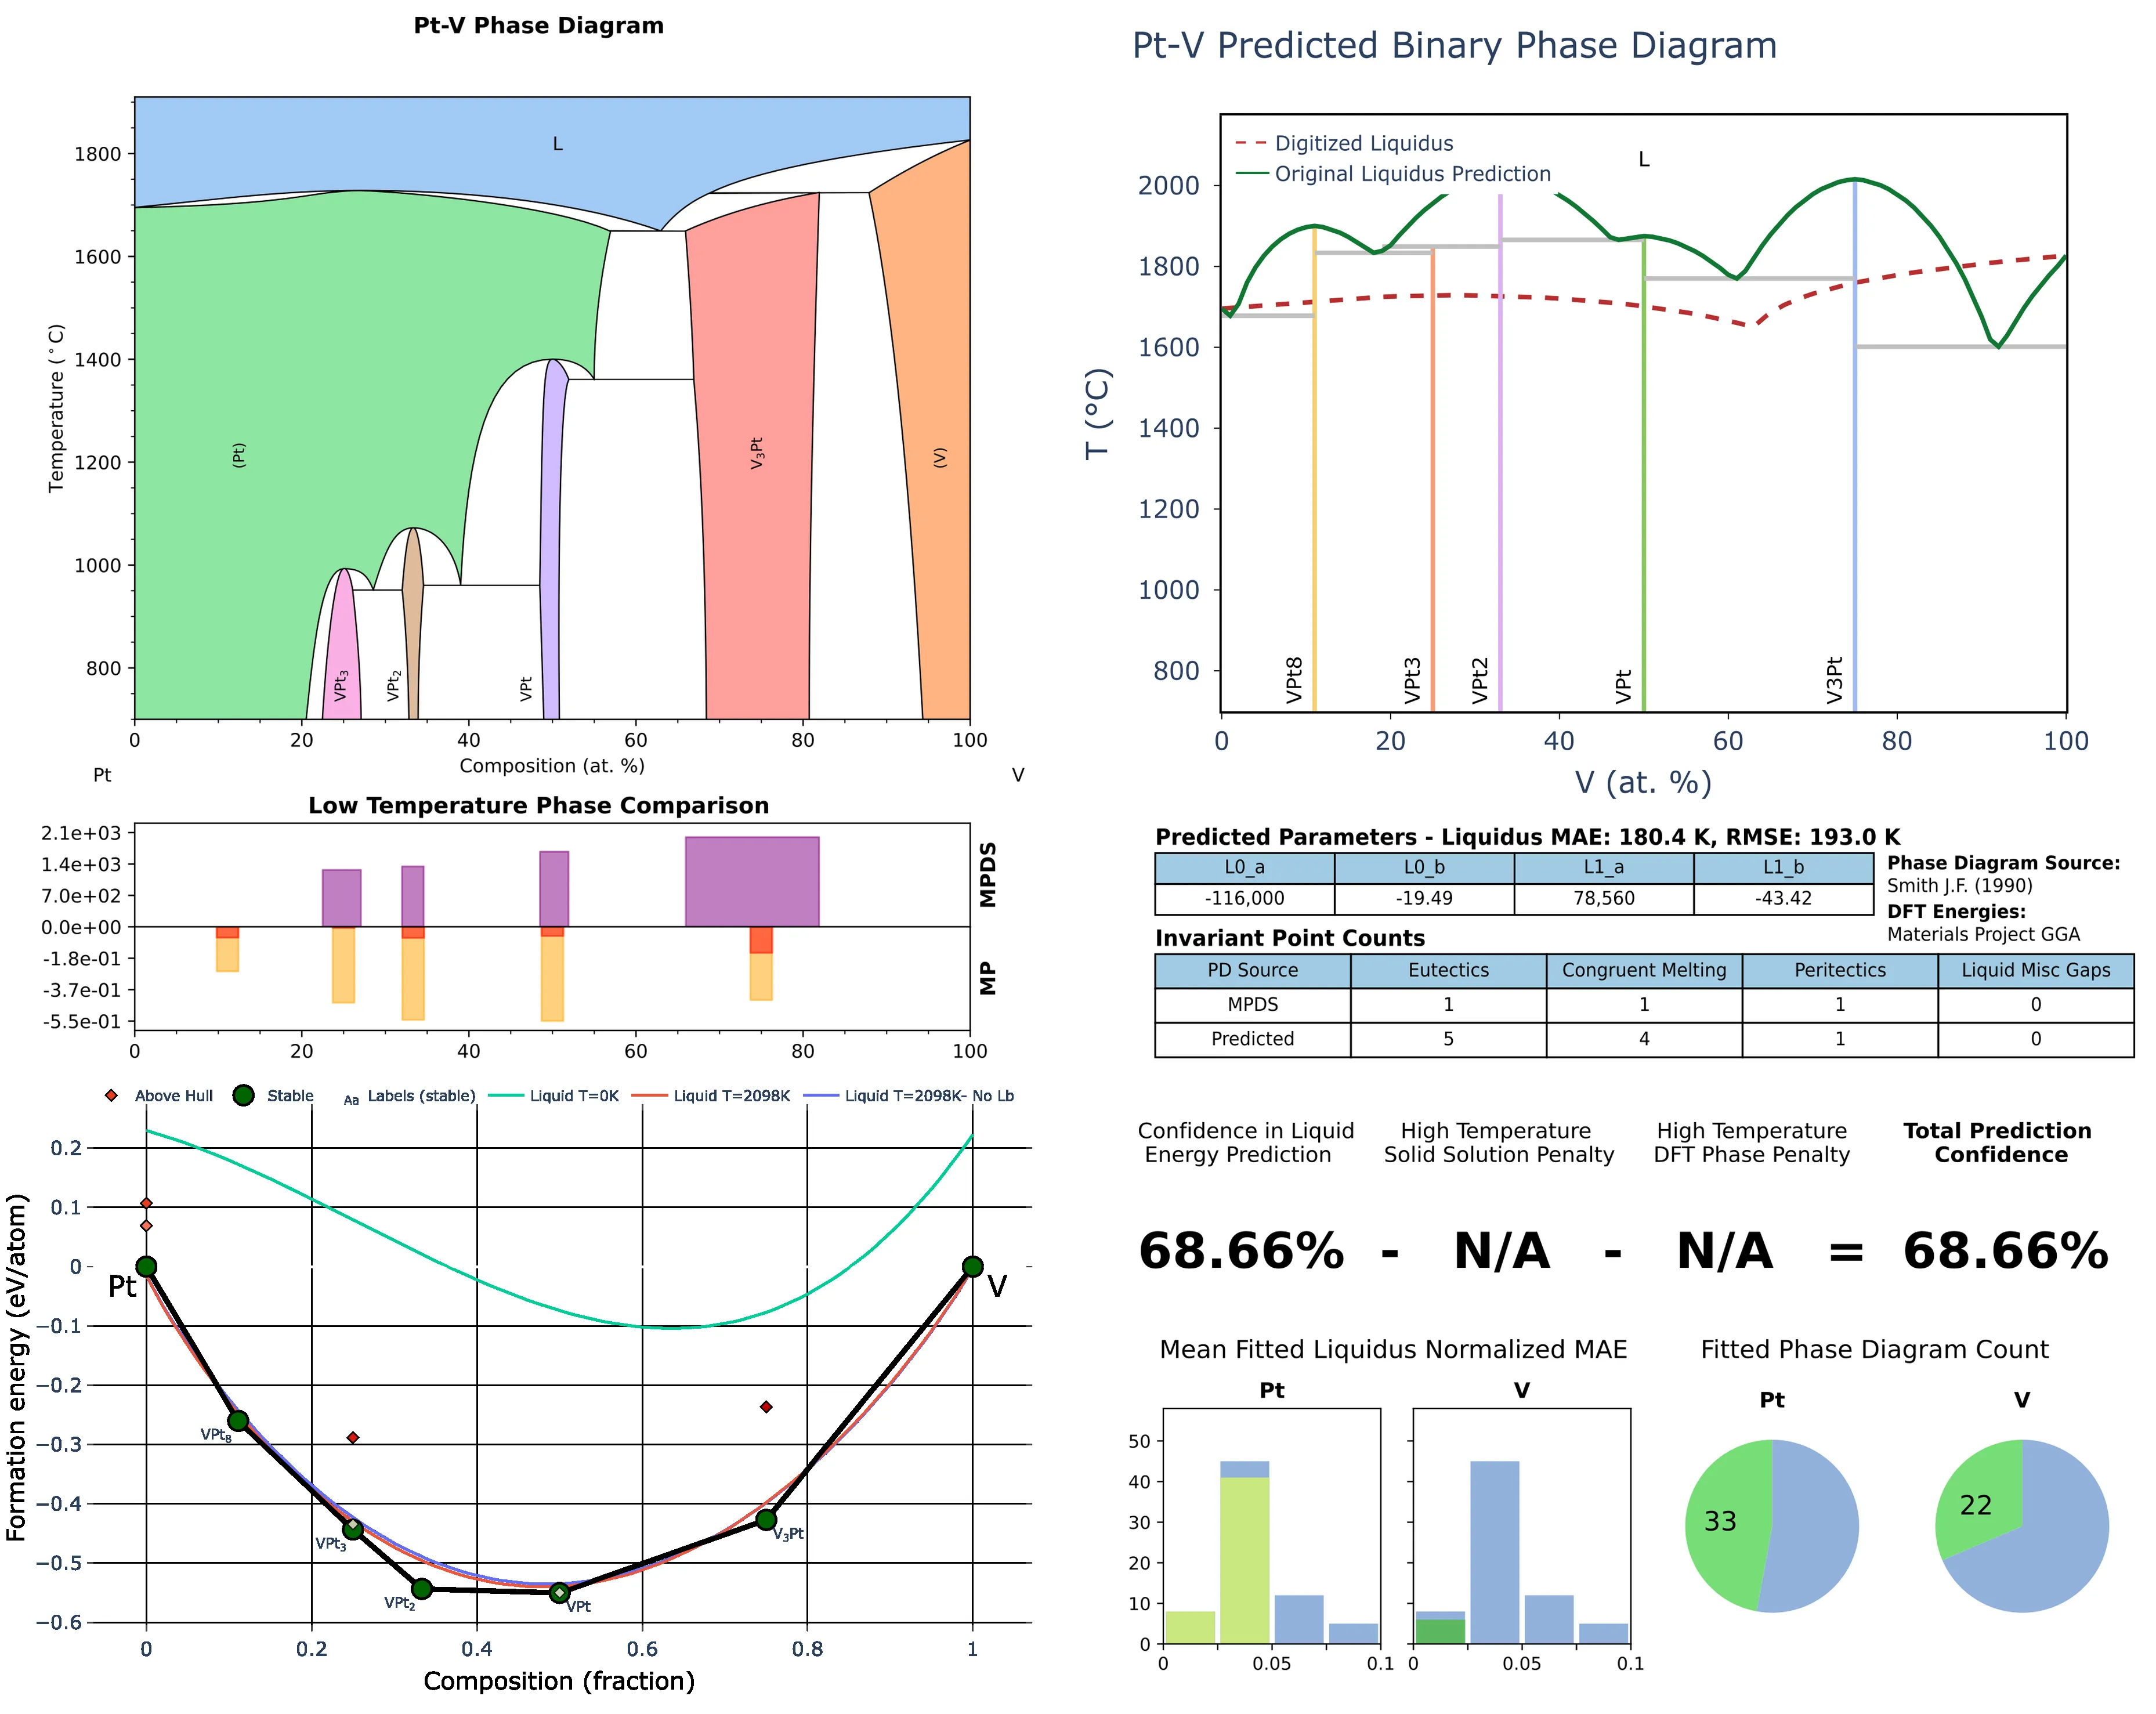 Pt-V Phase Diagram
L
(Pt)
V₃Pt
(V)
VPt₃
VPt₂
VPt
Temperature (°C)
1800
1600
1400
1200
1000
800
0 20 40 60 80 100
Composition (at. %)
Pt V
Low Temperature Phase Comparison
2.1e+03
1.4e+03
7.0e+02
0.0e+00
-1.8e-01
-3.7e-01
-5.5e-01
MPDS
MP
0 20 40 60 80 100
Above Hull Stable Aa Labels (stable) Liquid T=0K Liquid T=2098K Liquid T=2098K- No Lb
Formation energy (eV/atom)
0.2
0.1
0
−0.1
−0.2
−0.3
−0.4
−0.5
−0.6
Pt
V
VPt₈
VPt₃
VPt₂
VPt
V₃Pt
0 0.2 0.4 0.6 0.8 1
Composition (fraction)
Pt-V Predicted Binary Phase Diagram
Digitized Liquidus
Original Liquidus Prediction
L
T (°C)
2000
1800
1600
1400
1200
1000
800
VPt8
VPt3
VPt2
VPt
V3Pt
0 20 40 60 80 100
V (at. %)
Predicted Parameters - Liquidus MAE: 180.4 K, RMSE: 193.0 K
L0_a L0_b L1_a L1_b
-116,000 -19.49 78,560 -43.42
Phase Diagram Source:
Smith J.F. (1990)
DFT Energies:
Materials Project GGA
Invariant Point Counts
PD Source Eutectics Congruent Melting Peritectics Liquid Misc Gaps
MPDS 1 1 1 0
Predicted 5 4 1 0
Confidence in Liquid
Energy Prediction
High Temperature
Solid Solution Penalty
High Temperature
DFT Phase Penalty
Total Prediction
Confidence
68.66% - N/A - N/A = 68.66%
Mean Fitted Liquidus Normalized MAE
Pt V
50
40
30
20
10
0
0 0.05 0.1
0 0.05 0.1
Fitted Phase Diagram Count
Pt V
33
22